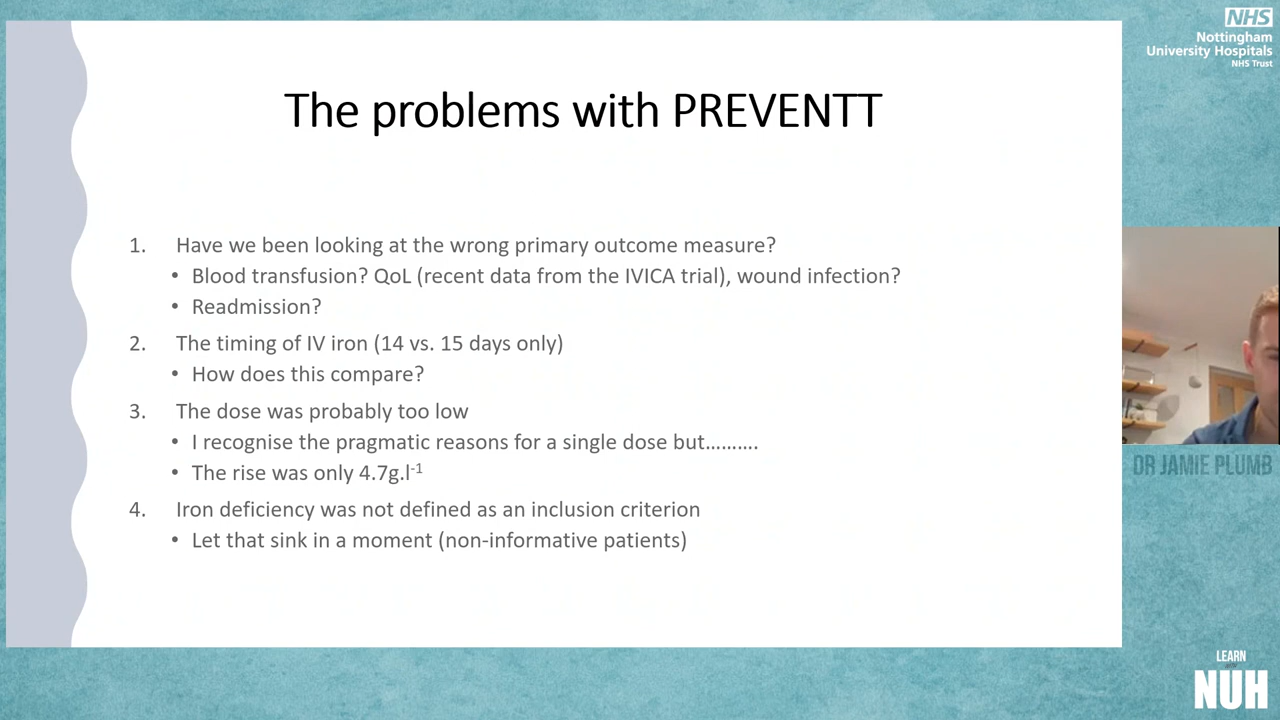 NHS
Nottingham
University Hospitals
NHS Trust
The problems with PREVENTT
1. Have we been looking at the wrong primary outcome measure?
• Blood transfusion? QoL (recent data from the IVICA trial), wound infection?
• Readmission?
2. The timing of IV iron (14 vs. 15 days only)
• How does this compare?
3. The dose was probably too low
• I recognise the pragmatic reasons for a single dose but……….
• The rise was only 4.7g.l⁻¹
4. Iron deficiency was not defined as an inclusion criterion
• Let that sink in a moment (non-informative patients)
DR JAMIE PLUMB
LEARN
NUH